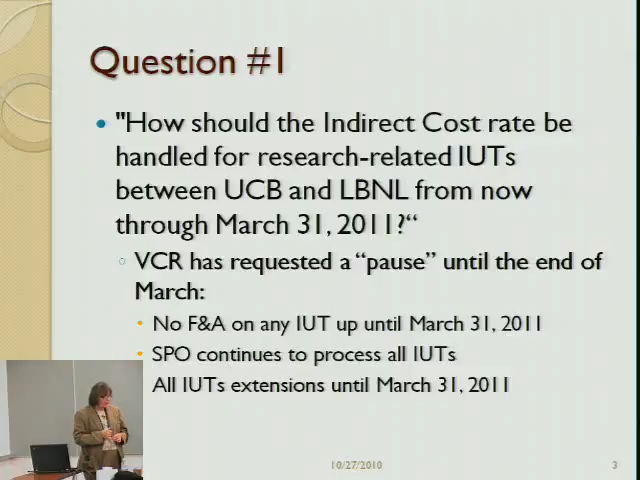 Question #1
"How should the Indirect Cost rate be
handled for research-related IUTs
between UCB and LBNL from now
through March 31, 2011?“
VCR has requested a “pause” until the end of
March:
No F&A on any IUT up until March 31, 2011
SPO continues to process all IUTs
All IUTs extensions until March 31, 2011
10/27/2010
3